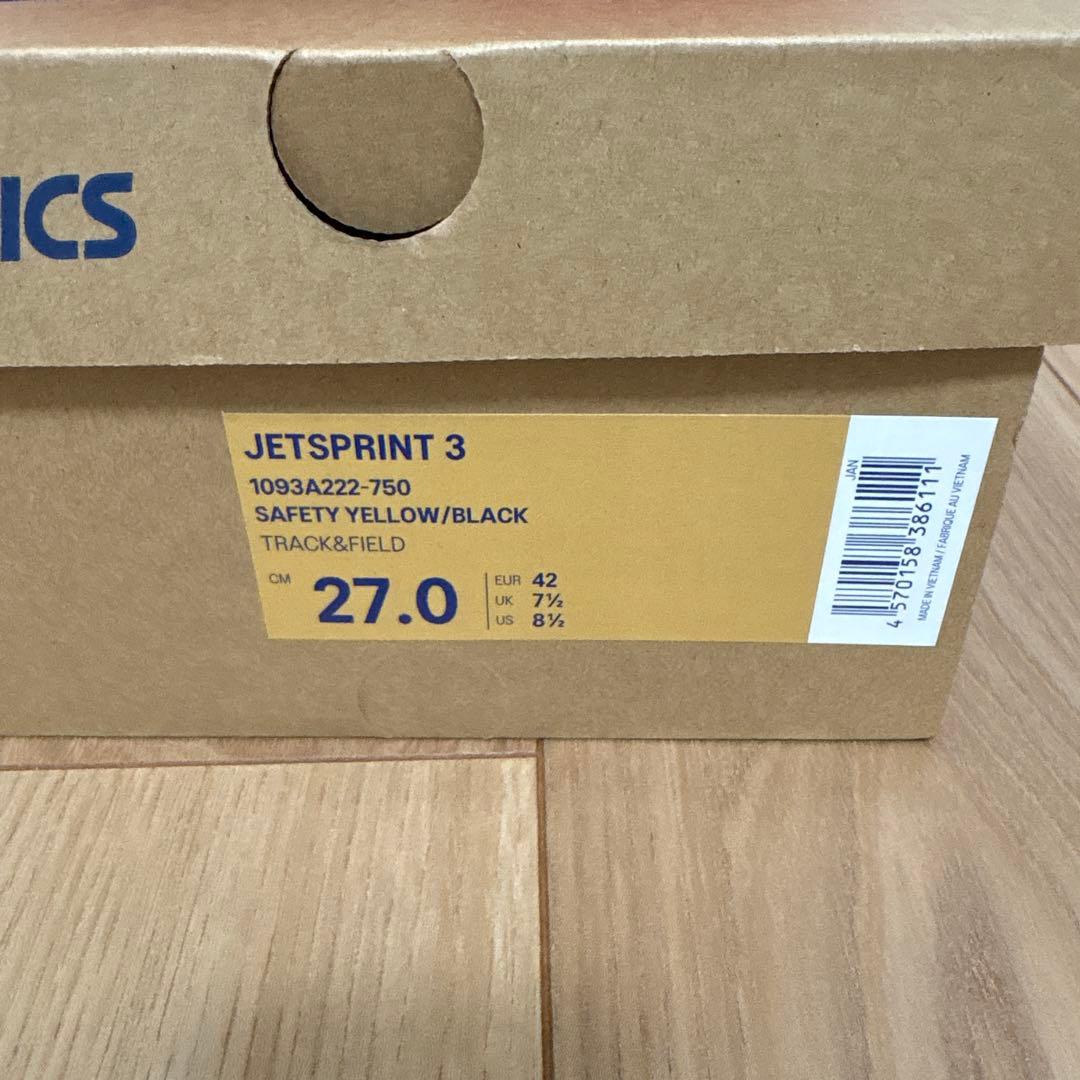 ICS
JETSPRINT 3
1093A222-750
SAFETY YELLOW/BLACK
TRACK&FIELD
CM 27.0
EUR 42
UK 7½
US 8½
JAN
4 570158 386111
MADE IN VIETNAM / FABRIQUE AU VIETNAM